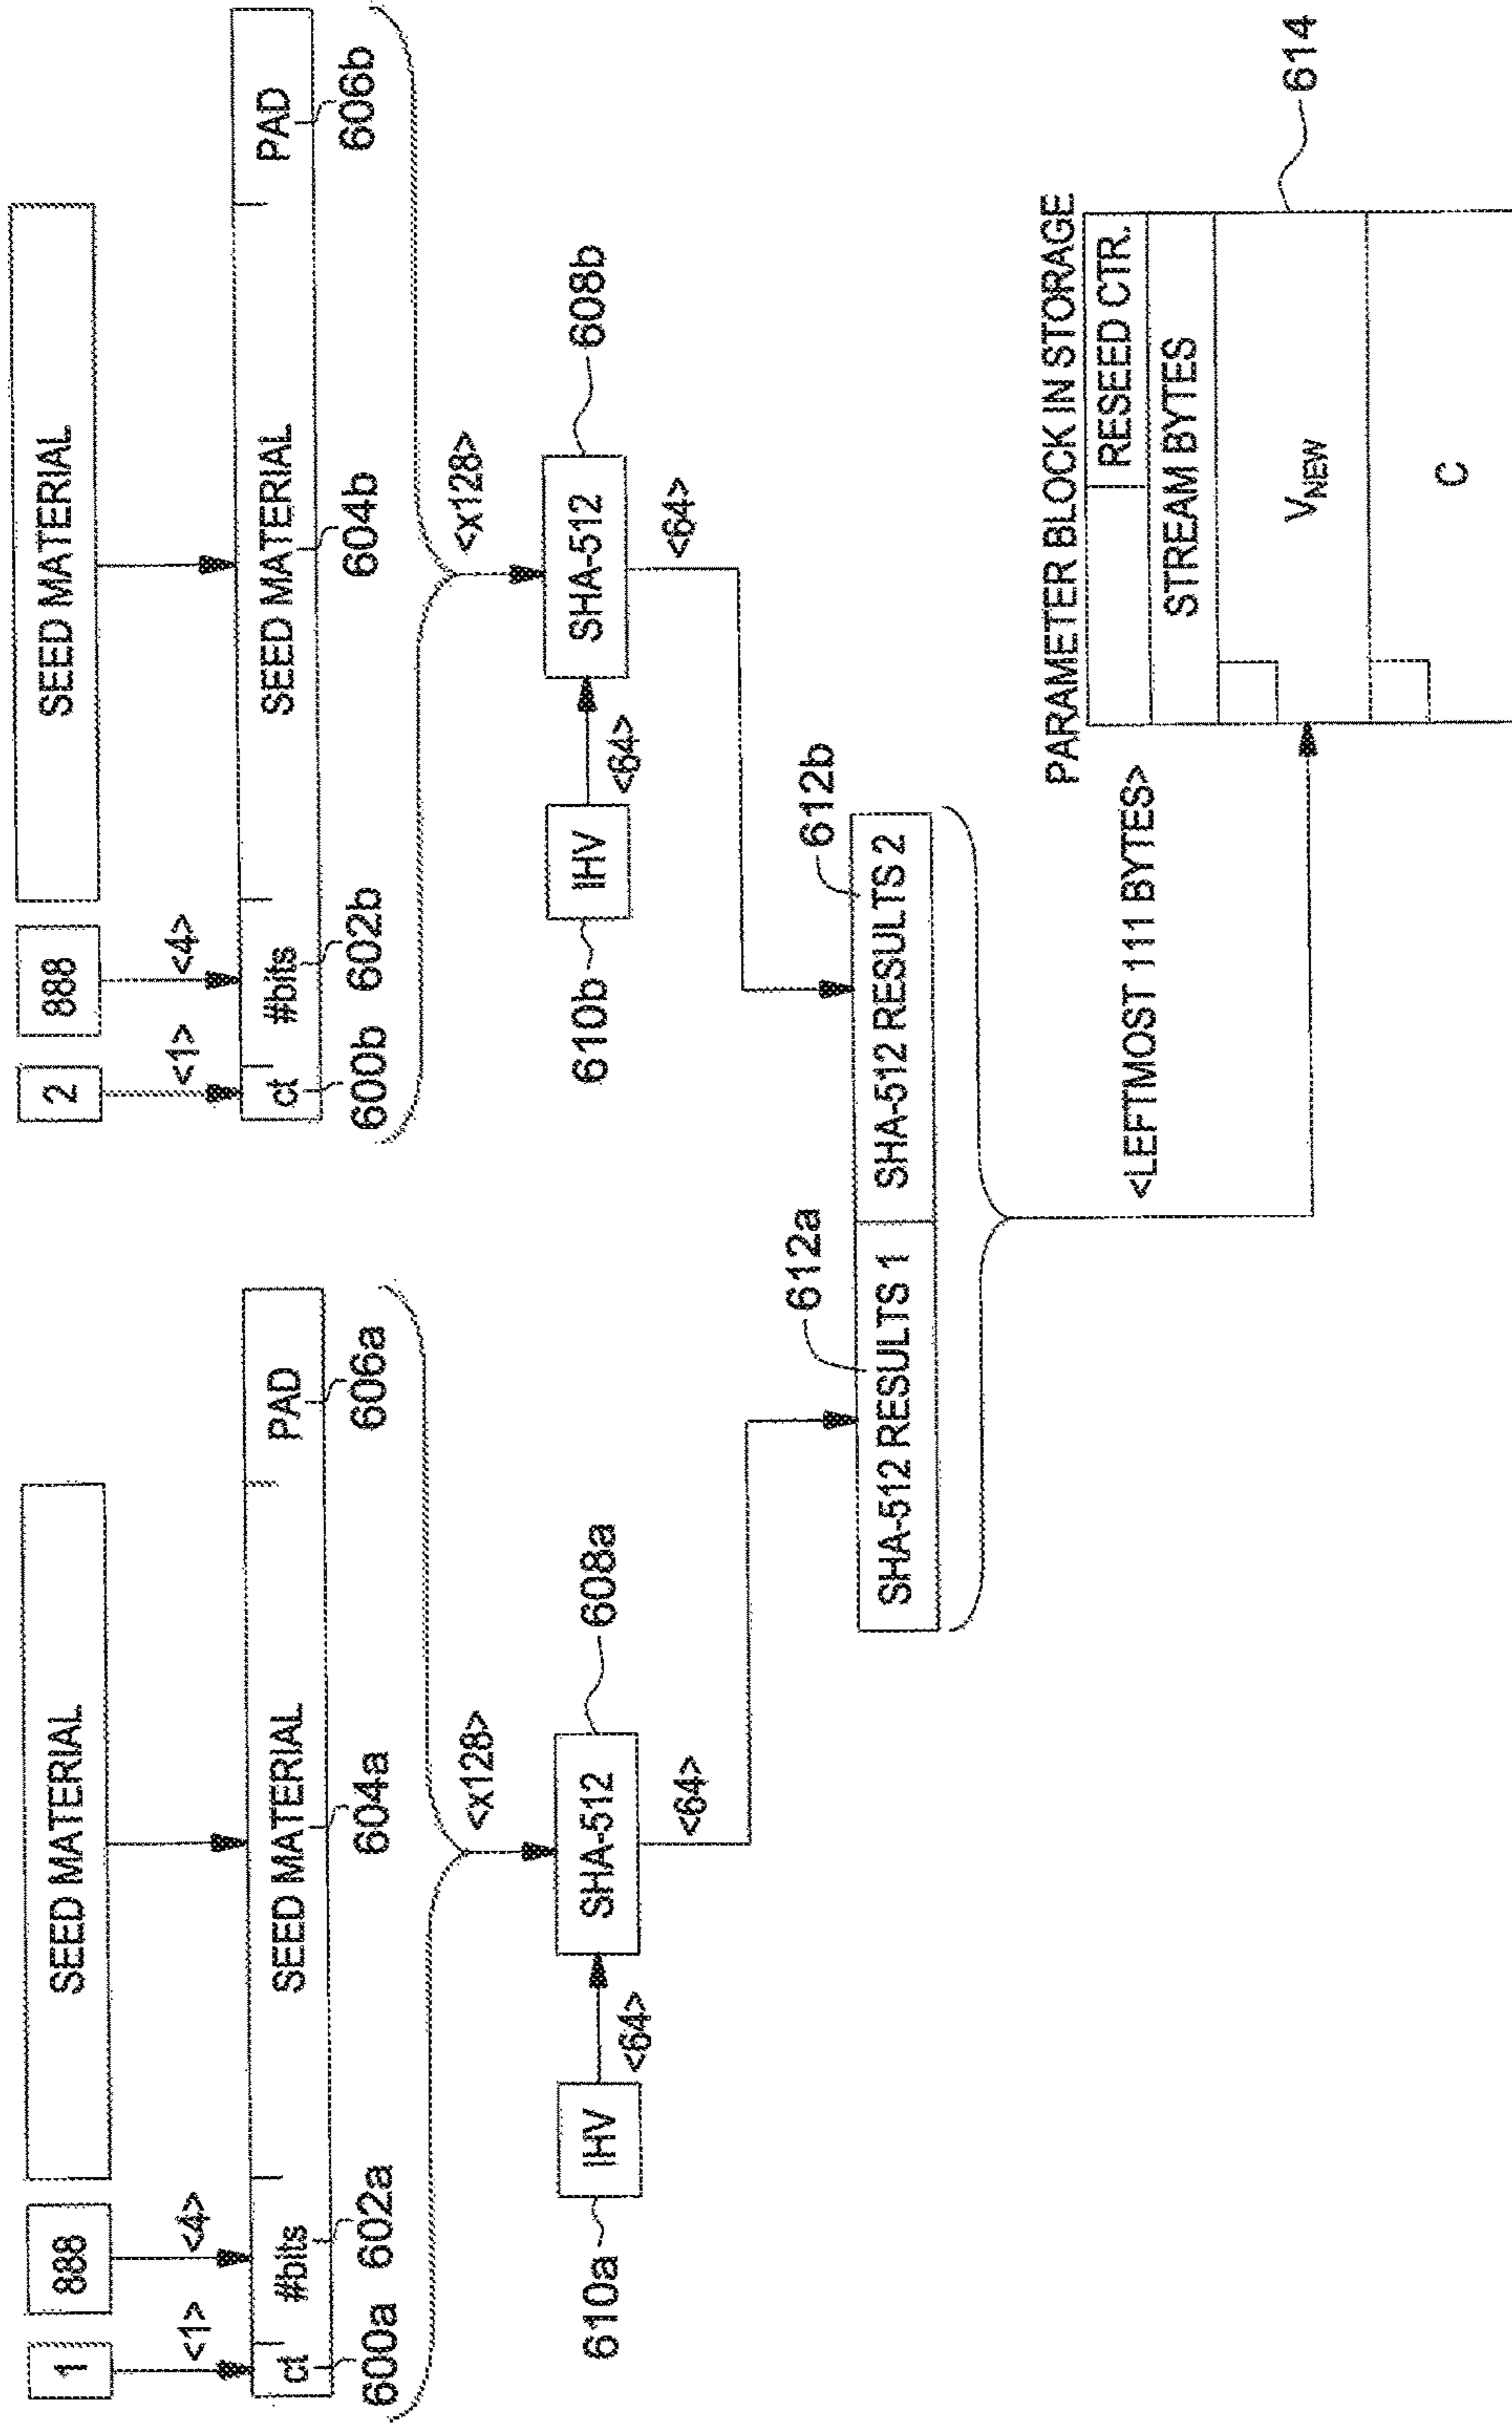 1
888
SEED MATERIAL
<1>
<4>
ct
#bits
SEED MATERIAL
PAD
600a
602a
604a
606a
<x128>
IHV
<64>
SHA-512
610a
608a
<64>
2
888
SEED MATERIAL
<1>
<4>
ct
#bits
SEED MATERIAL
PAD
600b
602b
604b
606b
<x128>
IHV
<64>
SHA-512
610b
608b
<64>
612a
612b
SHA-512 RESULTS 1
SHA-512 RESULTS 2
<LEFTMOST 111 BYTES>
PARAMETER BLOCK IN STORAGE
RESEED CTR.
STREAM BYTES
VNEW
C
614